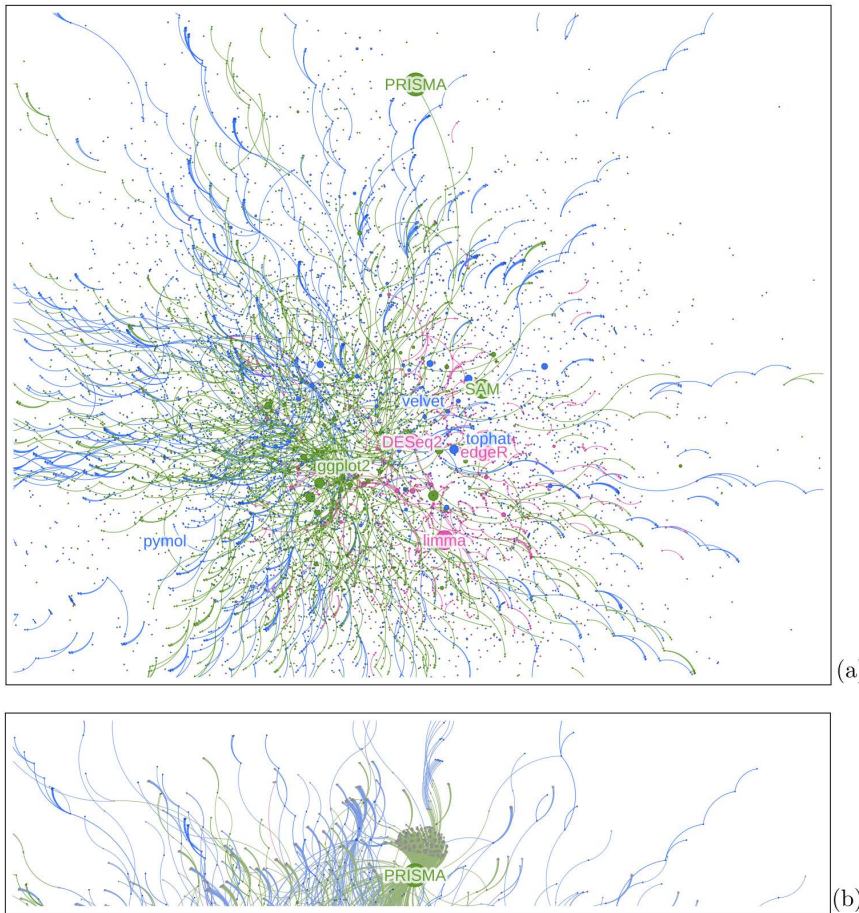 PRISMA
SAM
velvet
DESeq2
tophat
edgeR
ggplot2
pymol
limma
(a)
PRISMA
(b)